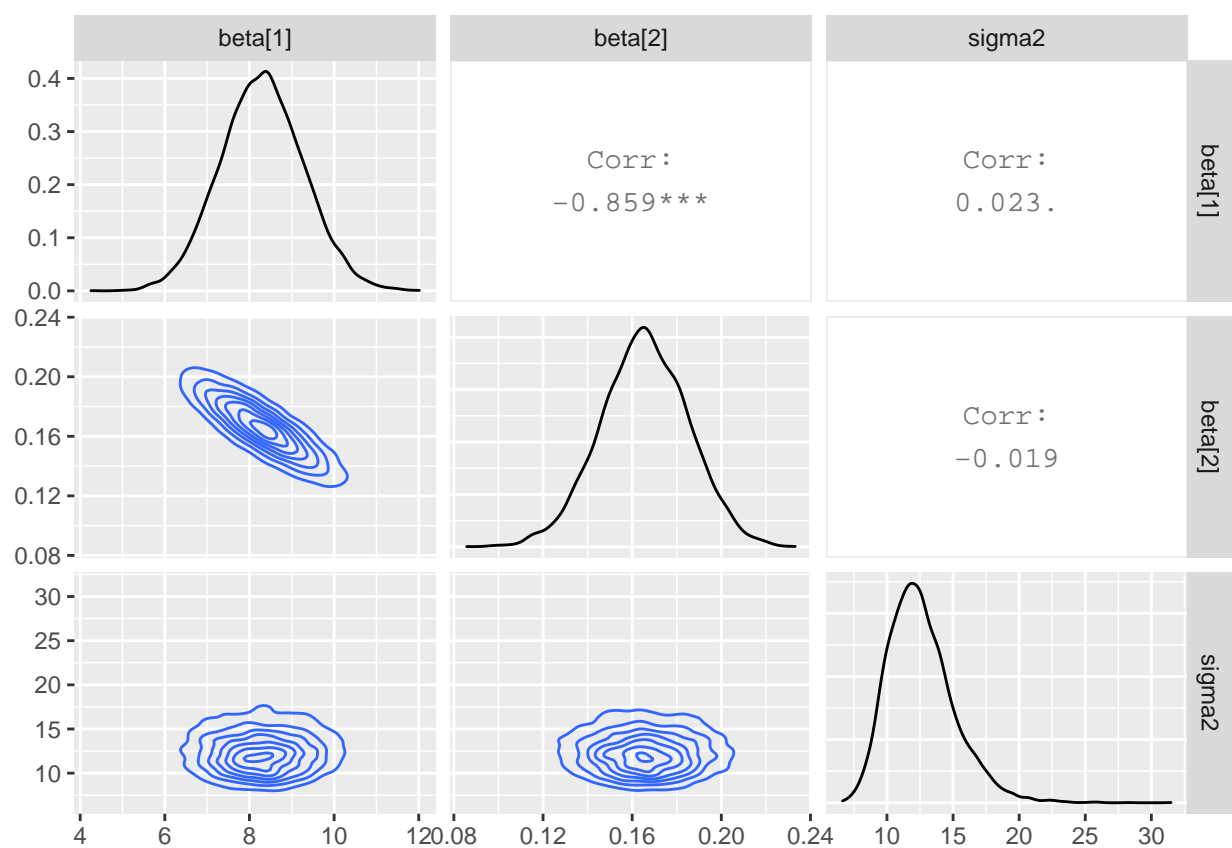 beta[1] beta[2] sigma2
0.4
0.3
0.2
0.1
0.0
Corr:
−0.859***
Corr:
0.023.
beta[1]
0.24
0.20
0.16
0.12
0.08
Corr:
−0.019
beta[2]
30
25
20
15
10
sigma2
4 6 8 10 12 0.08 0.12 0.16 0.20 0.24 10 15 20 25 30